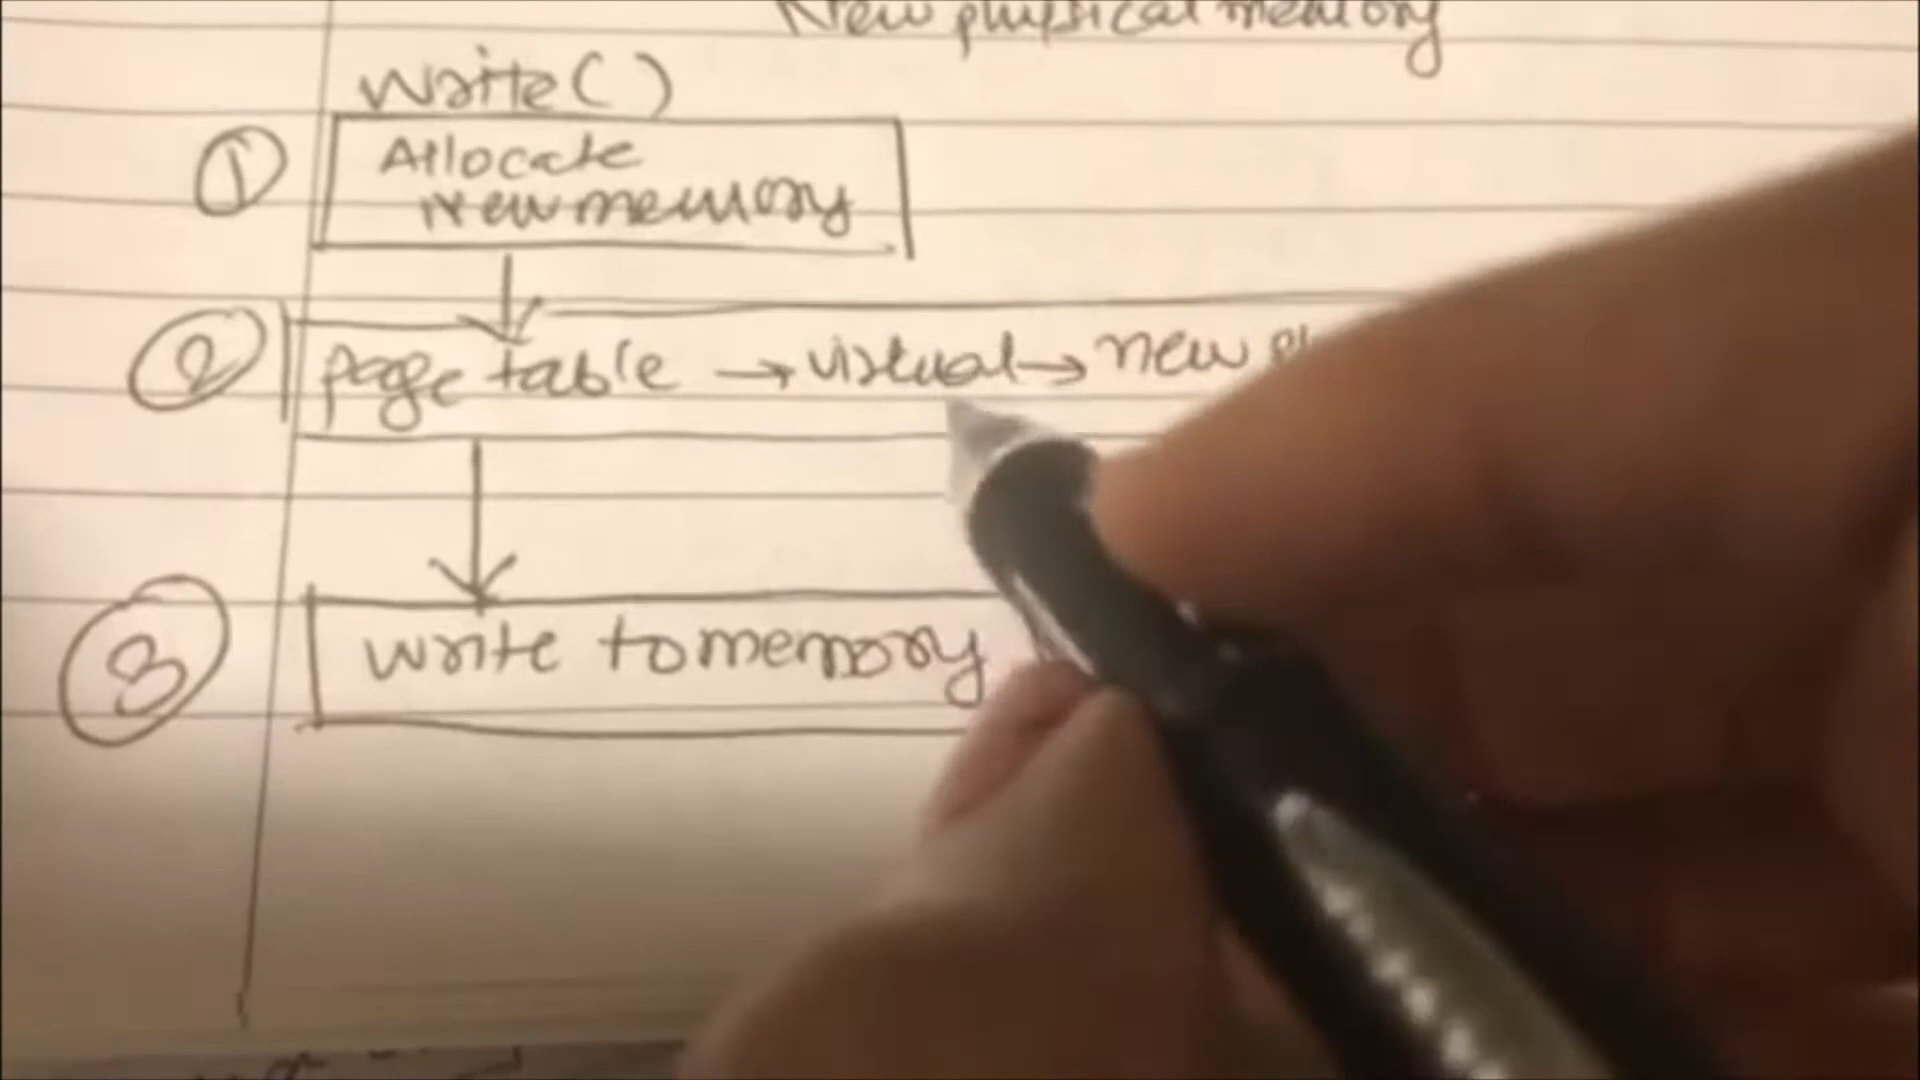 New physical memory
write()
① Allocate
New memory
② page table → virtual → new
③ write to memory